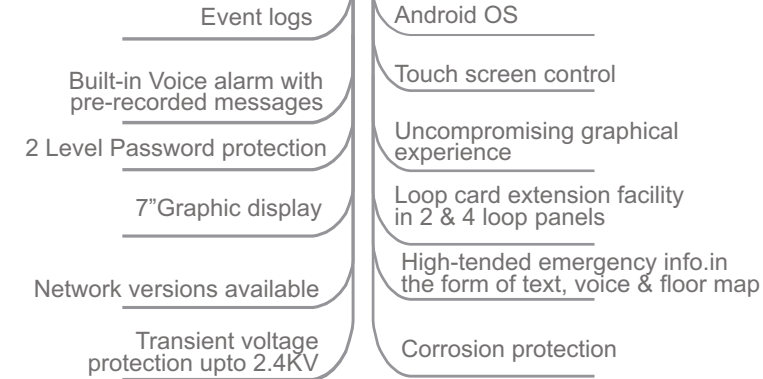 Event logs
Built-in Voice alarm with
pre-recorded messages
2 Level Password protection
7”Graphic display
Network versions available
Transient voltage
protection upto 2.4KV
Android OS
Touch screen control
Uncompromising graphical
experience
Loop card extension facility
in 2 & 4 loop panels
High-tended emergency info.in
the form of text, voice & floor map
Corrosion protection